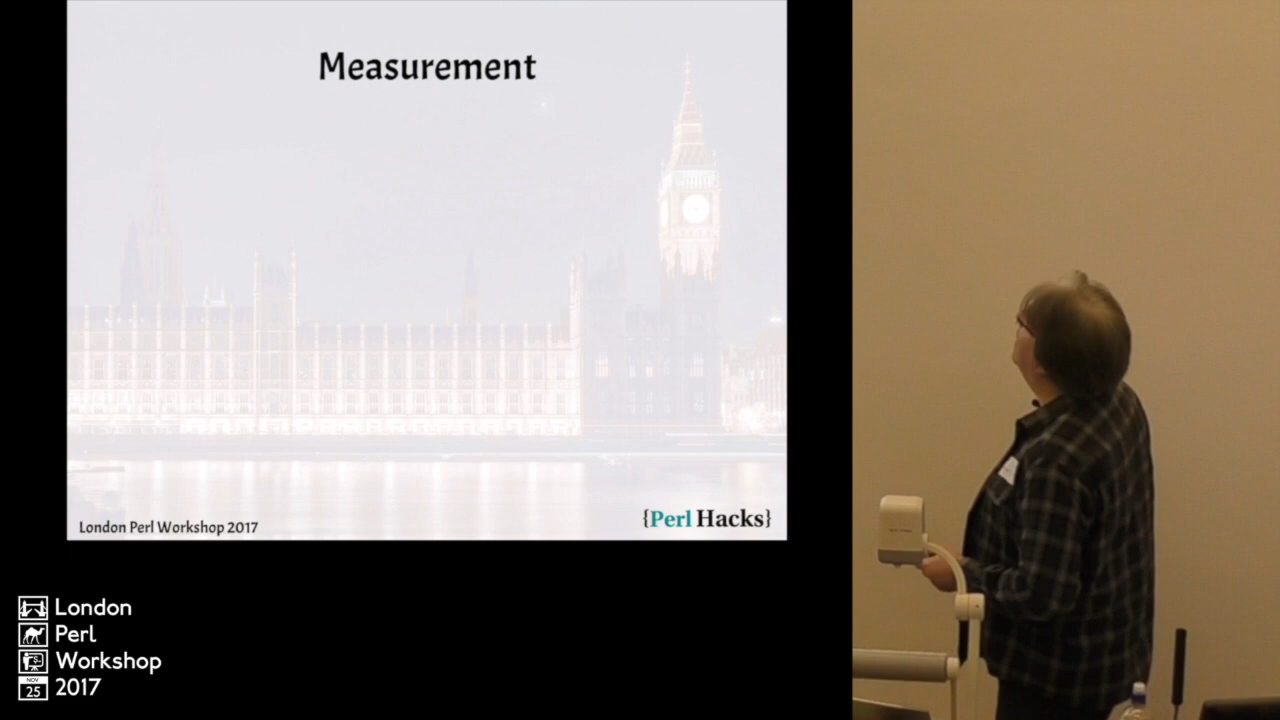 Measurement
London Perl Workshop 2017
{Perl Hacks}
London
Perl
Workshop
NOV
25
2017